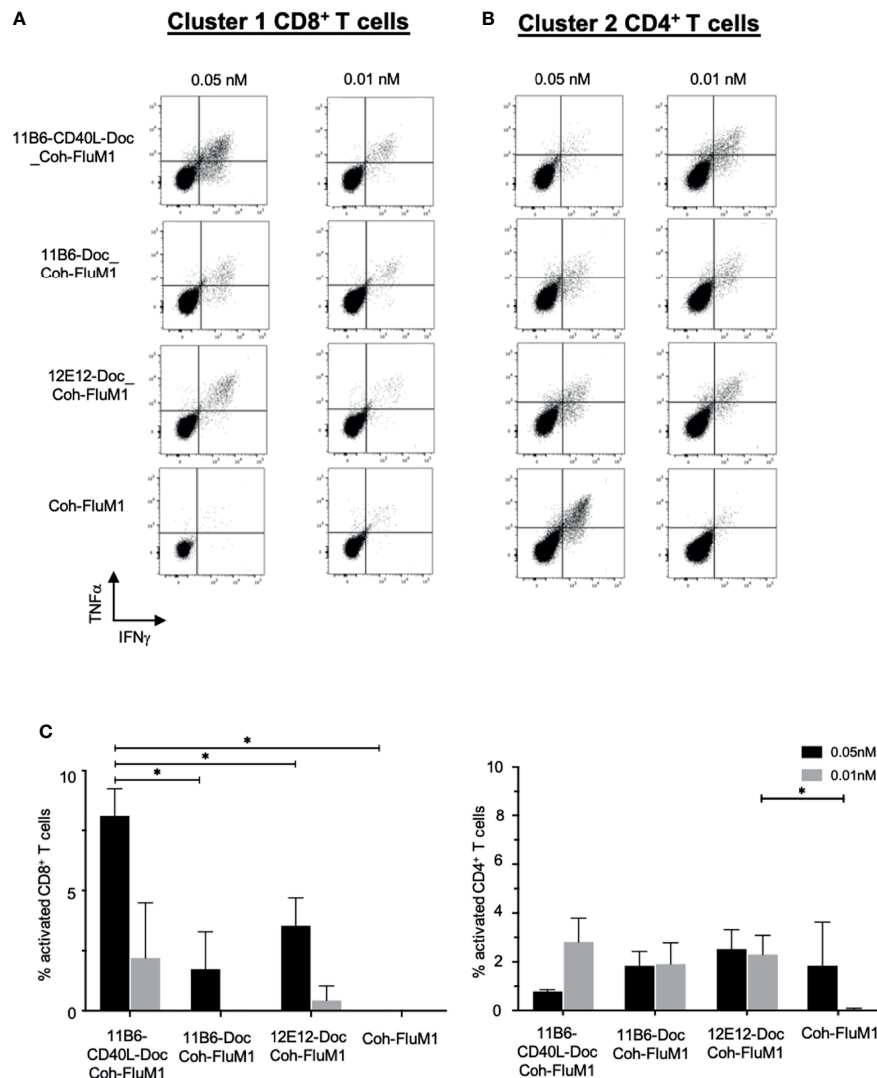 A
Cluster 1 CD8+ T cells
B
Cluster 2 CD4+ T cells
0.05 nM
0.01 nM
0.05 nM
0.01 nM
11B6-CD40L-Doc
_Coh-FluM1
11B6-Doc_
Coh-FluM1
12E12-Doc_
Coh-FluM1
Coh-FluM1
TNFα
IFNγ
C
*
*
*
10
5
0
% activated CD8+ T cells
11B6-
CD40L-Doc
Coh-FluM1
11B6-Doc
Coh-FluM1
12E12-Doc
Coh-FluM1
Coh-FluM1
0.05nM
0.01nM
*
10
8
6
4
2
0
% activated CD4+ T cells
11B6-
CD40L-Doc
Coh-FluM1
11B6-Doc
Coh-FluM1
12E12-Doc
Coh-FluM1
Coh-FluM1